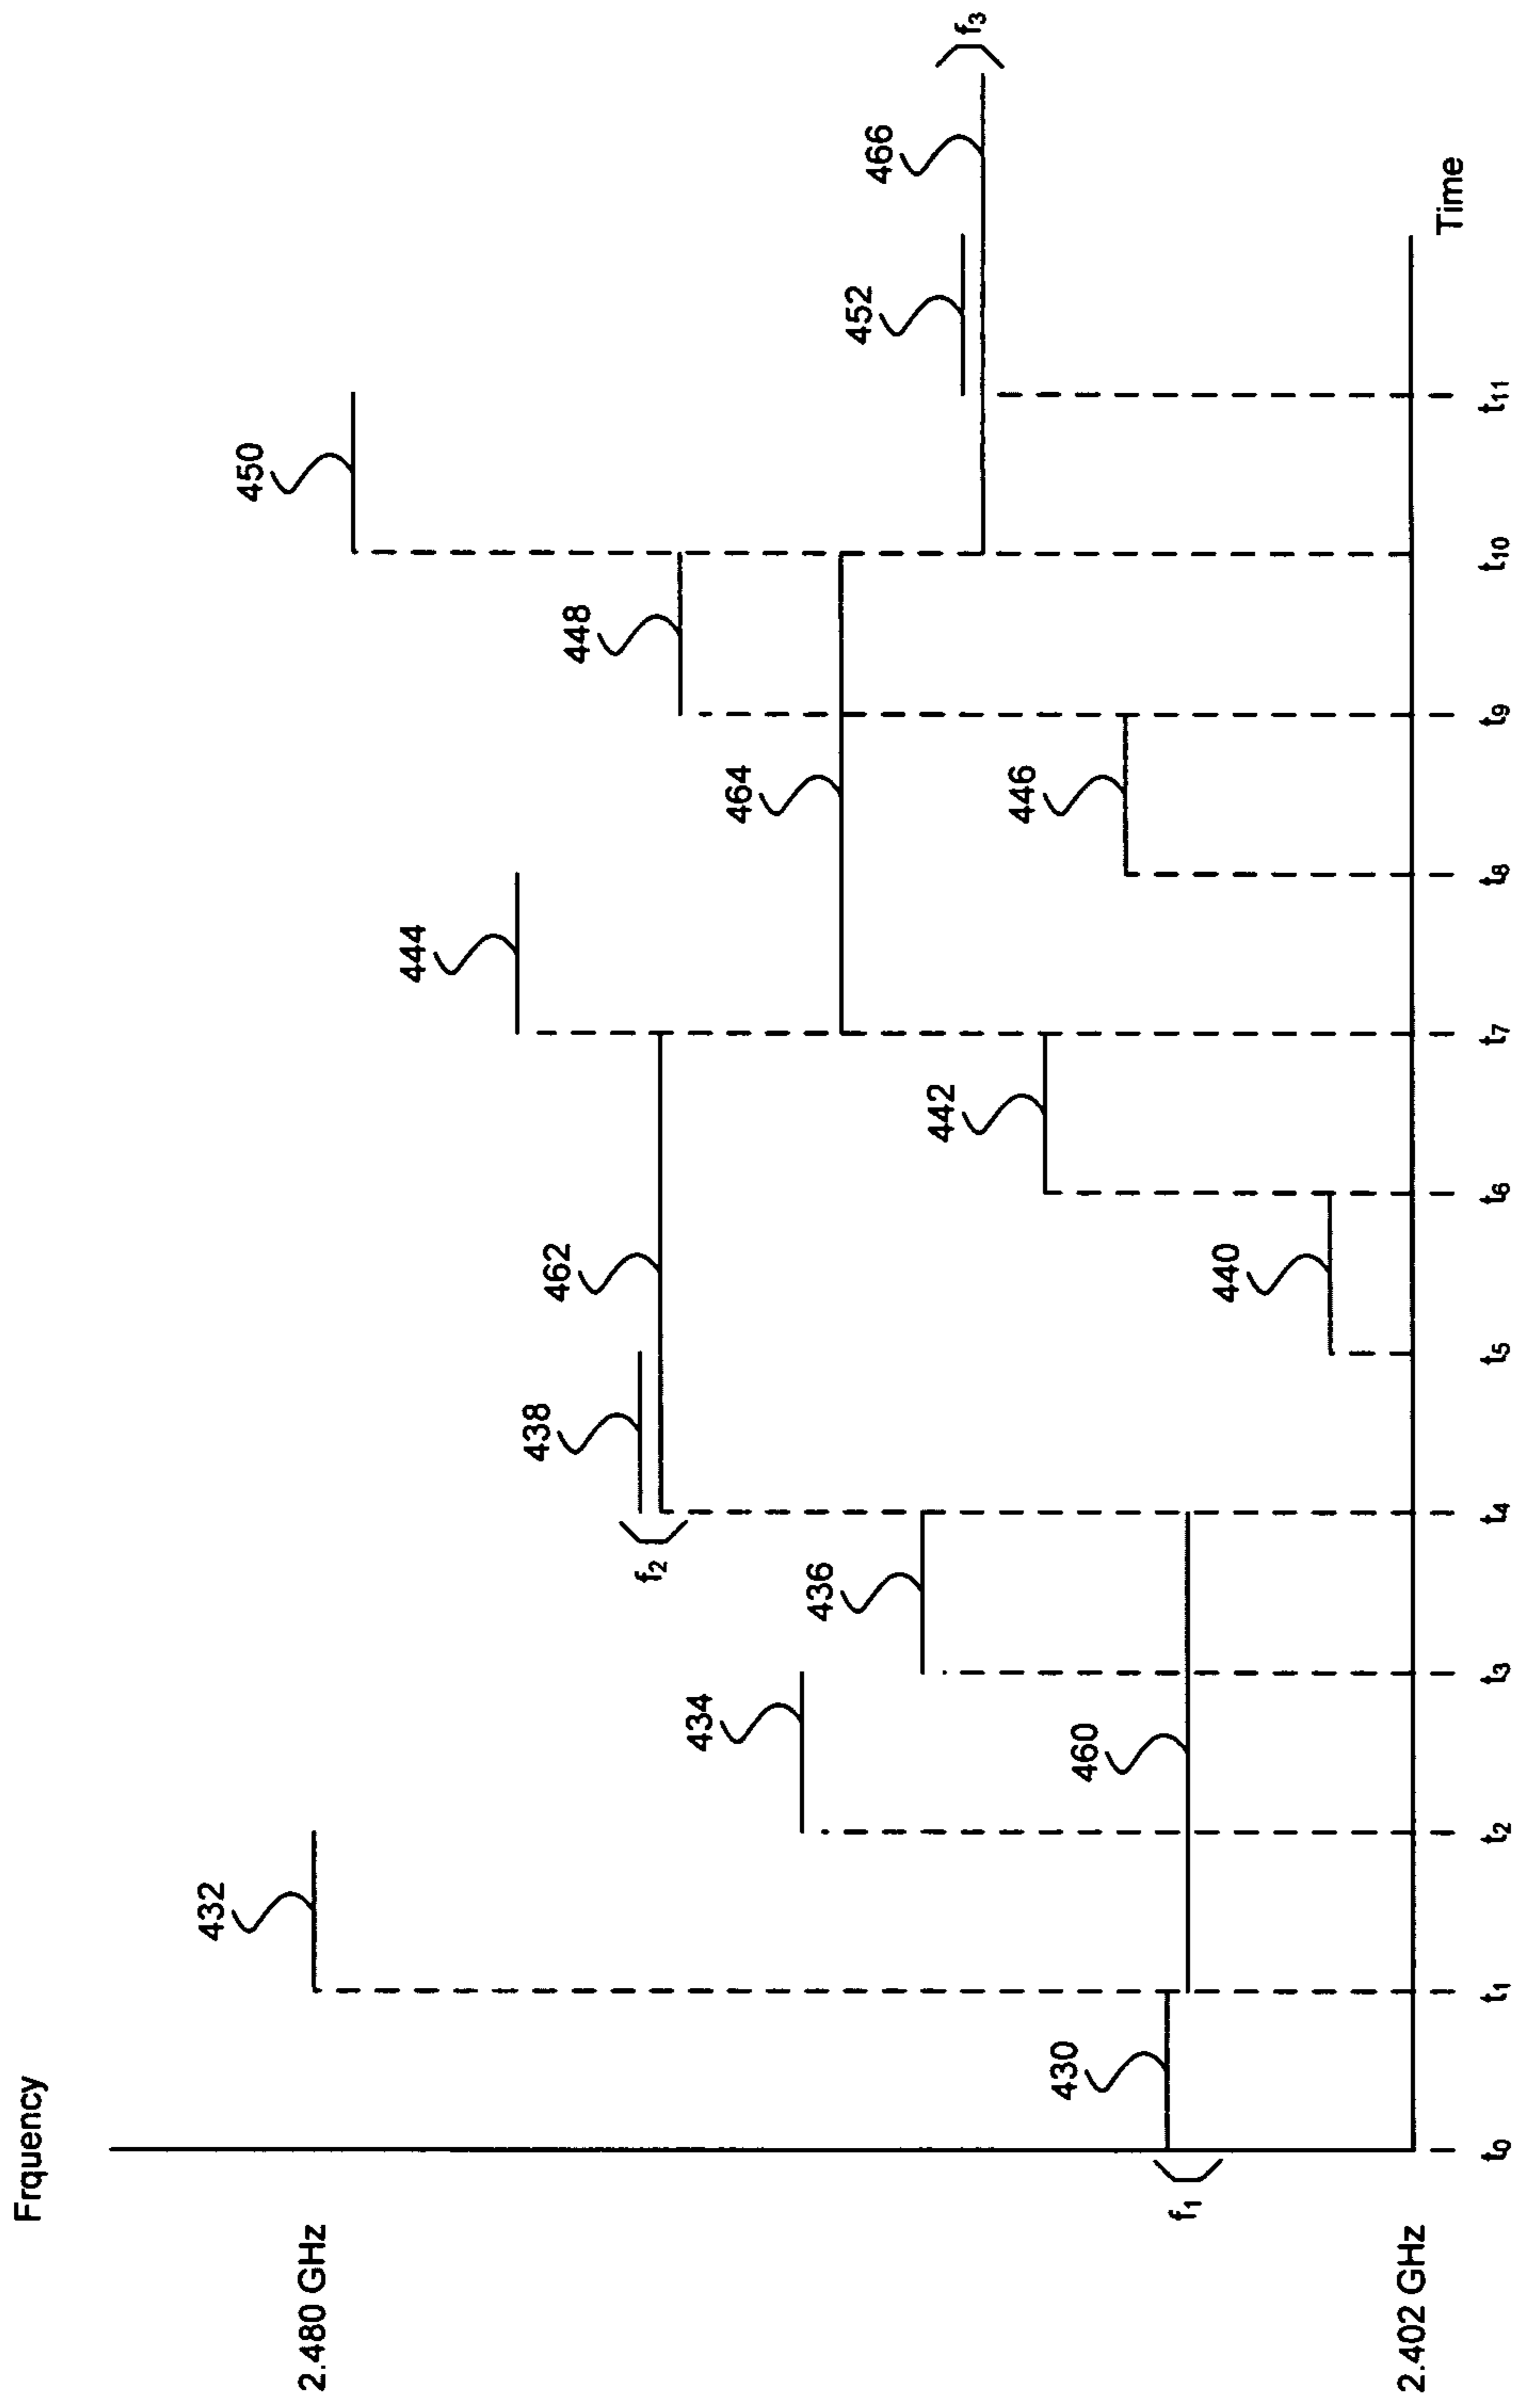 Frquency
2.480 GHz
2.402 GHz
432
450
444
438
462
448
434
464
436
452
466
442
446
430
460
440
f₁
f₂
f₃
t₀
t₁
t₂
t₃
t₄
t₅
t₆
t₇
t₈
t₉
t₁₀
t₁₁
Time